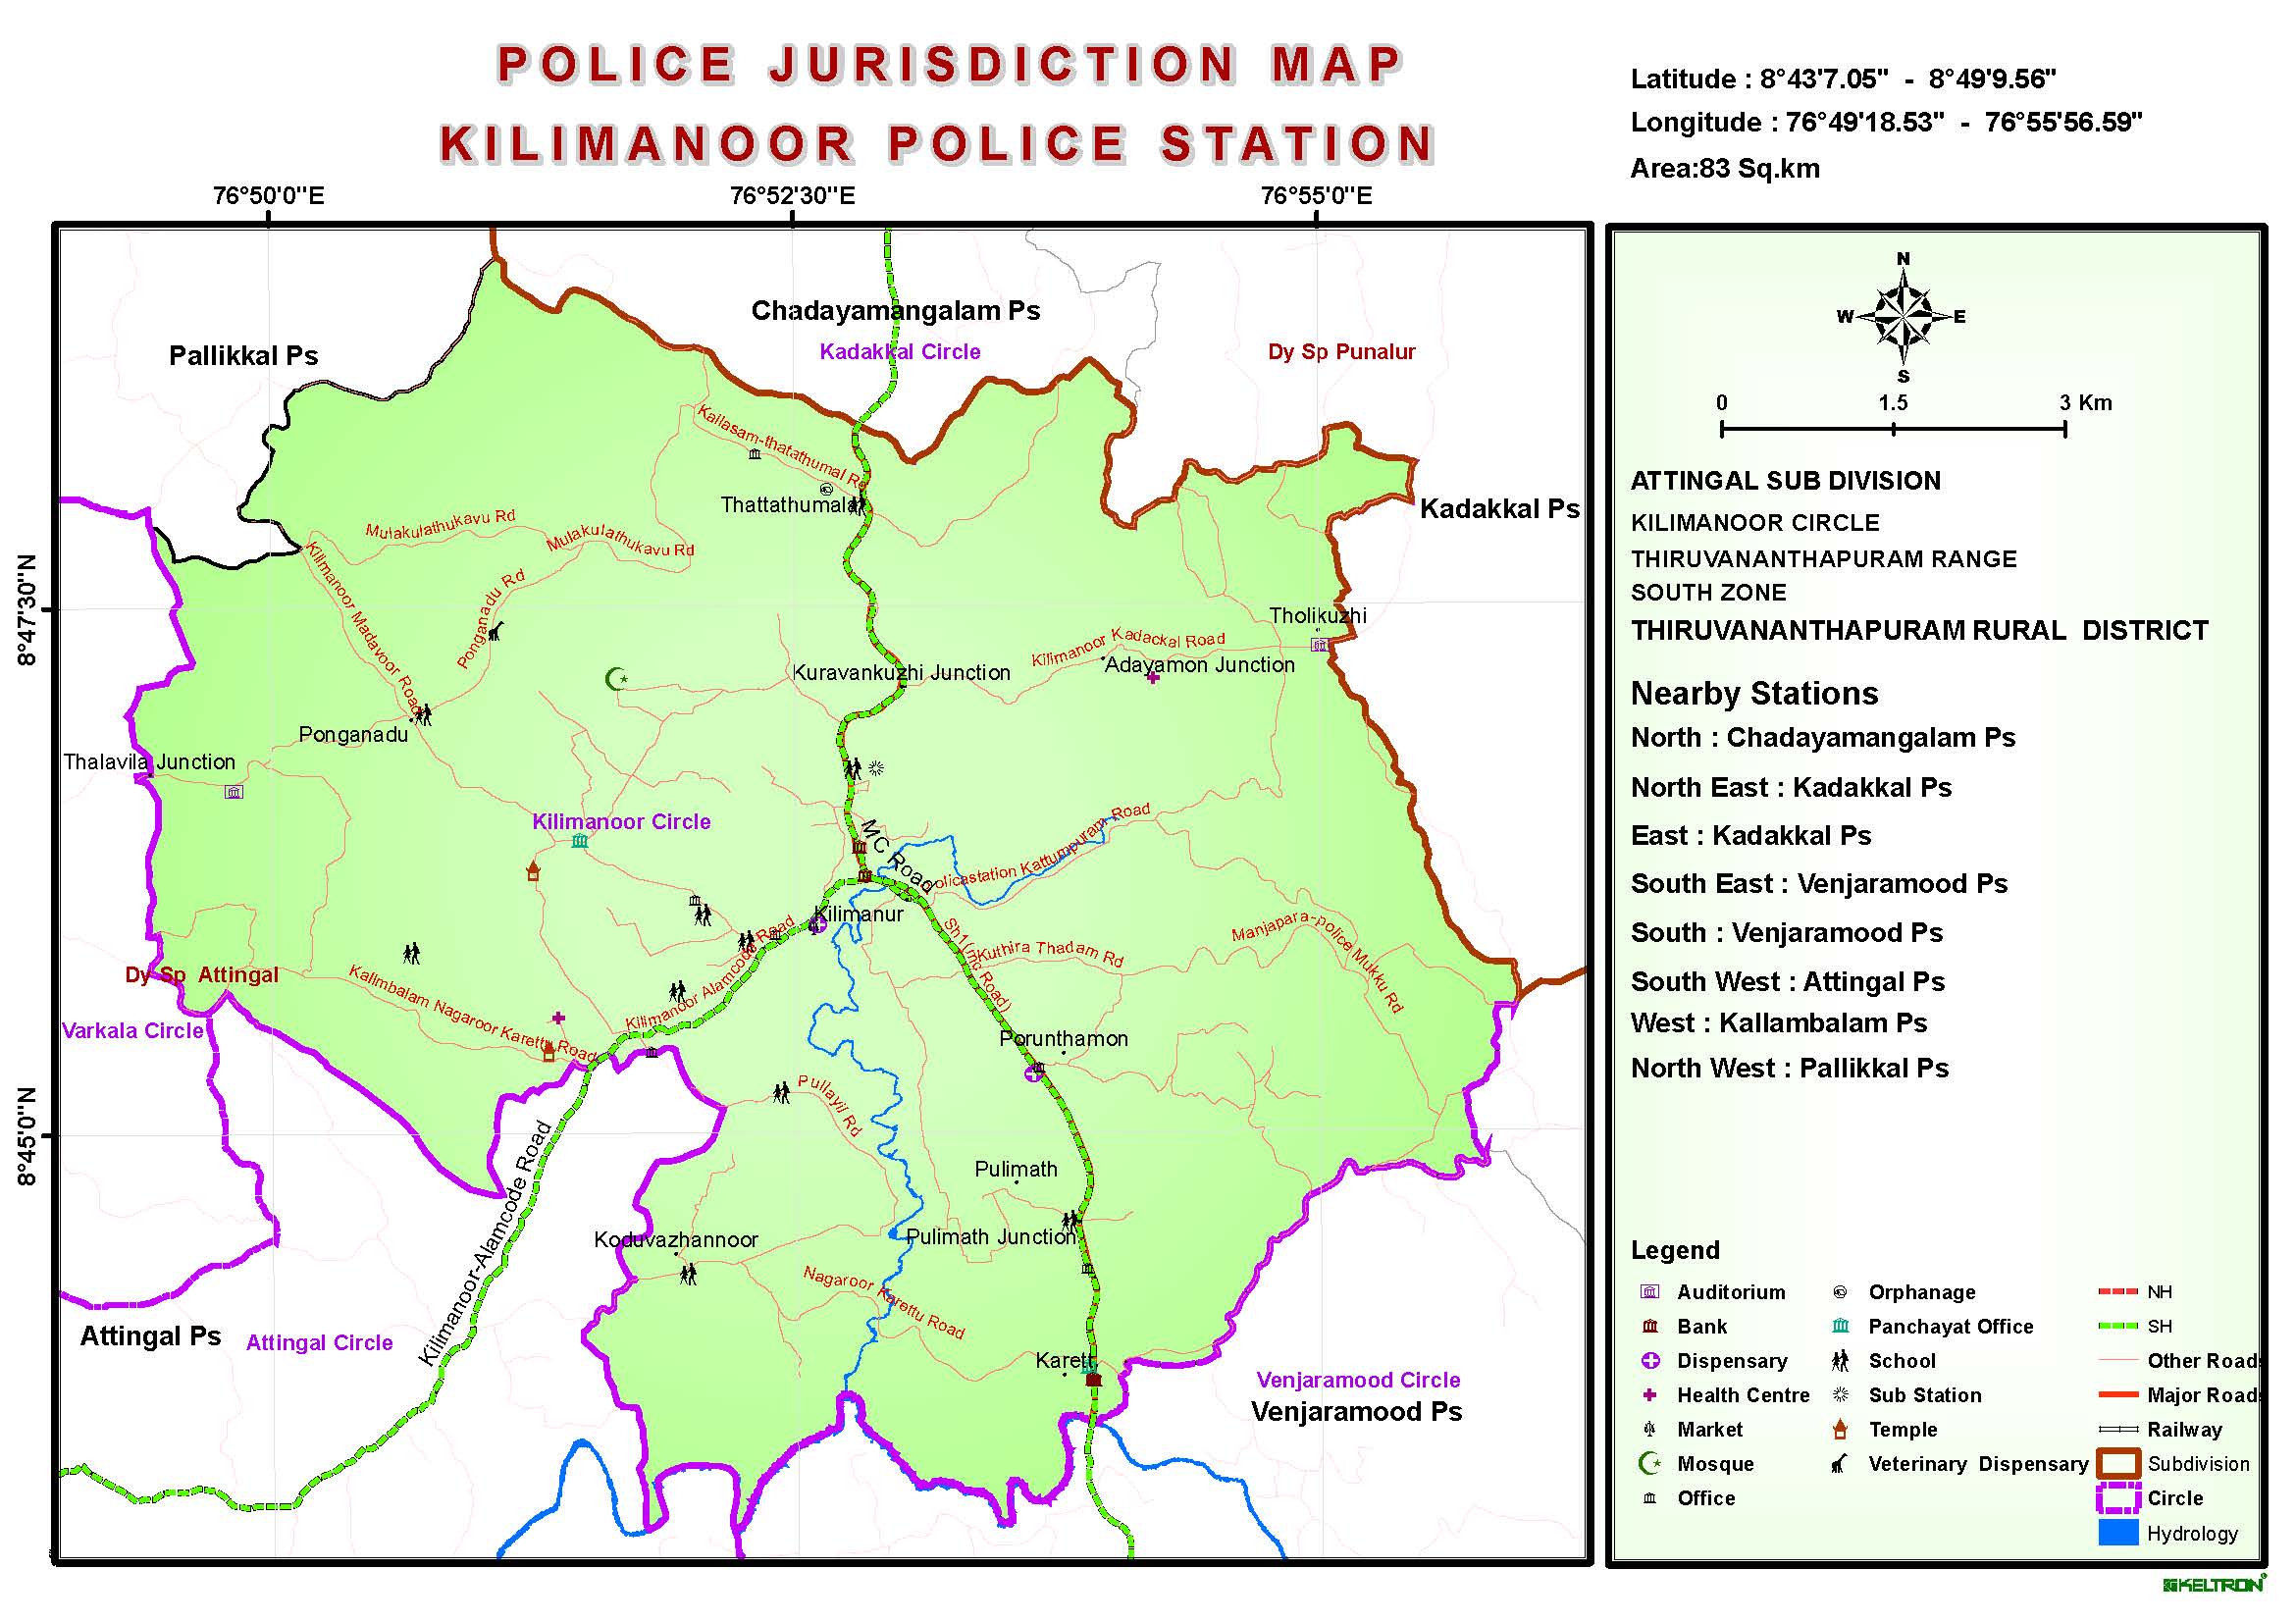 POLICE JURISDICTION MAP
KILIMANOOR POLICE STATION
Latitude : 8°43'7.05" - 8°49'9.56"
Longitude : 76°49'18.53" - 76°55'56.59"
Area:83 Sq.km
76°50'0"E
76°52'30"E
76°55'0"E
8°47'30"N
8°45'0"N
Chadayamangalam Ps
Kadakkal Circle
Dy Sp Punalur
Pallikkal Ps
Kailasam-thatathumal Rd
Thattathumala
Kadakkal Ps
Mulakulathukavu Rd
Mulakulathukavu Rd
Kilimanoor Madavoor Road
Ponganadu Rd
Tholikuzhi
Kilimanoor Kadackal Road
Adayamon Junction
Kuravankuzhi Junction
Ponganadu
Thalavila Junction
Kilimanoor Circle
MC Road
olicastation Kattumpuram Road
Kilimanur
Sh1(mc Road)
Kuthira Thadam Rd
Manjapara-police Mukku Rd
Dy Sp Attingal
Kallmbalam Nagaroor Karettu Road
Kilimanoor Alamcode Road
Varkala Circle
Porunthamon
Pullayil Rd
Kilimanoor-Alamcode Road
Pulimath
Koduvazhannoor
Pulimath Junction
Nagaroor Karettu Road
Attingal Ps
Attingal Circle
Karett
Venjaramood Circle
Venjaramood Ps
N
W
E
S
0
1.5
3 Km
ATTINGAL SUB DIVISION
KILIMANOOR CIRCLE
THIRUVANANTHAPURAM RANGE
SOUTH ZONE
THIRUVANANTHAPURAM RURAL DISTRICT
Nearby Stations
North : Chadayamangalam Ps
North East : Kadakkal Ps
East : Kadakkal Ps
South East : Venjaramood Ps
South : Venjaramood Ps
South West : Attingal Ps
West : Kallambalam Ps
North West : Pallikkal Ps
Legend
Auditorium
Bank
Dispensary
Health Centre
Market
Mosque
Office
Orphanage
Panchayat Office
School
Sub Station
Temple
Veterinary Dispensary
NH
SH
Other Roads
Major Roads
Railway
Subdivision
Circle
Hydrology
KELTRON